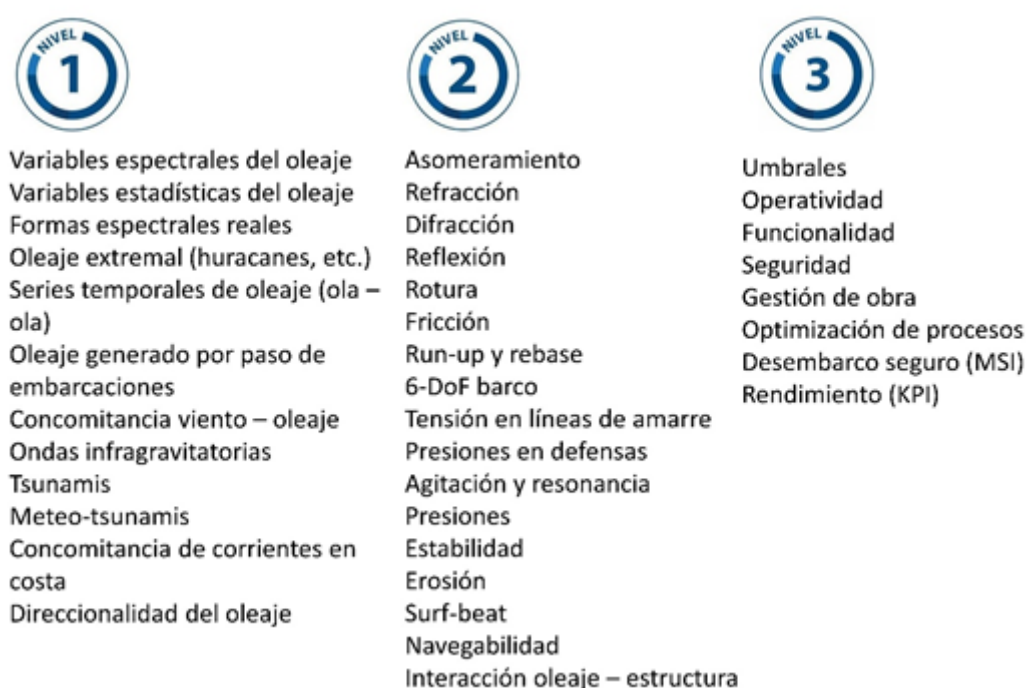 NIVEL
1
Variables espectrales del oleaje
Variables estadísticas del oleaje
Formas espectrales reales
Oleaje extremal (huracanes, etc.)
Series temporales de oleaje (ola –
ola)
Oleaje generado por paso de
embarcaciones
Concomitancia viento – oleaje
Ondas infragravitatorias
Tsunamis
Meteo-tsunamis
Concomitancia de corrientes en
costa
Direccionalidad del oleaje
NIVEL
2
Asomeramiento
Refracción
Difracción
Reflexión
Rotura
Fricción
Run-up y rebase
6-DoF barco
Tensión en líneas de amarre
Presiones en defensas
Agitación y resonancia
Presiones
Estabilidad
Erosión
Surf-beat
Navegabilidad
Interacción oleaje – estructura
NIVEL
3
Umbrales
Operatividad
Funcionalidad
Seguridad
Gestión de obra
Optimización de procesos
Desembarco seguro (MSI)
Rendimiento (KPI)